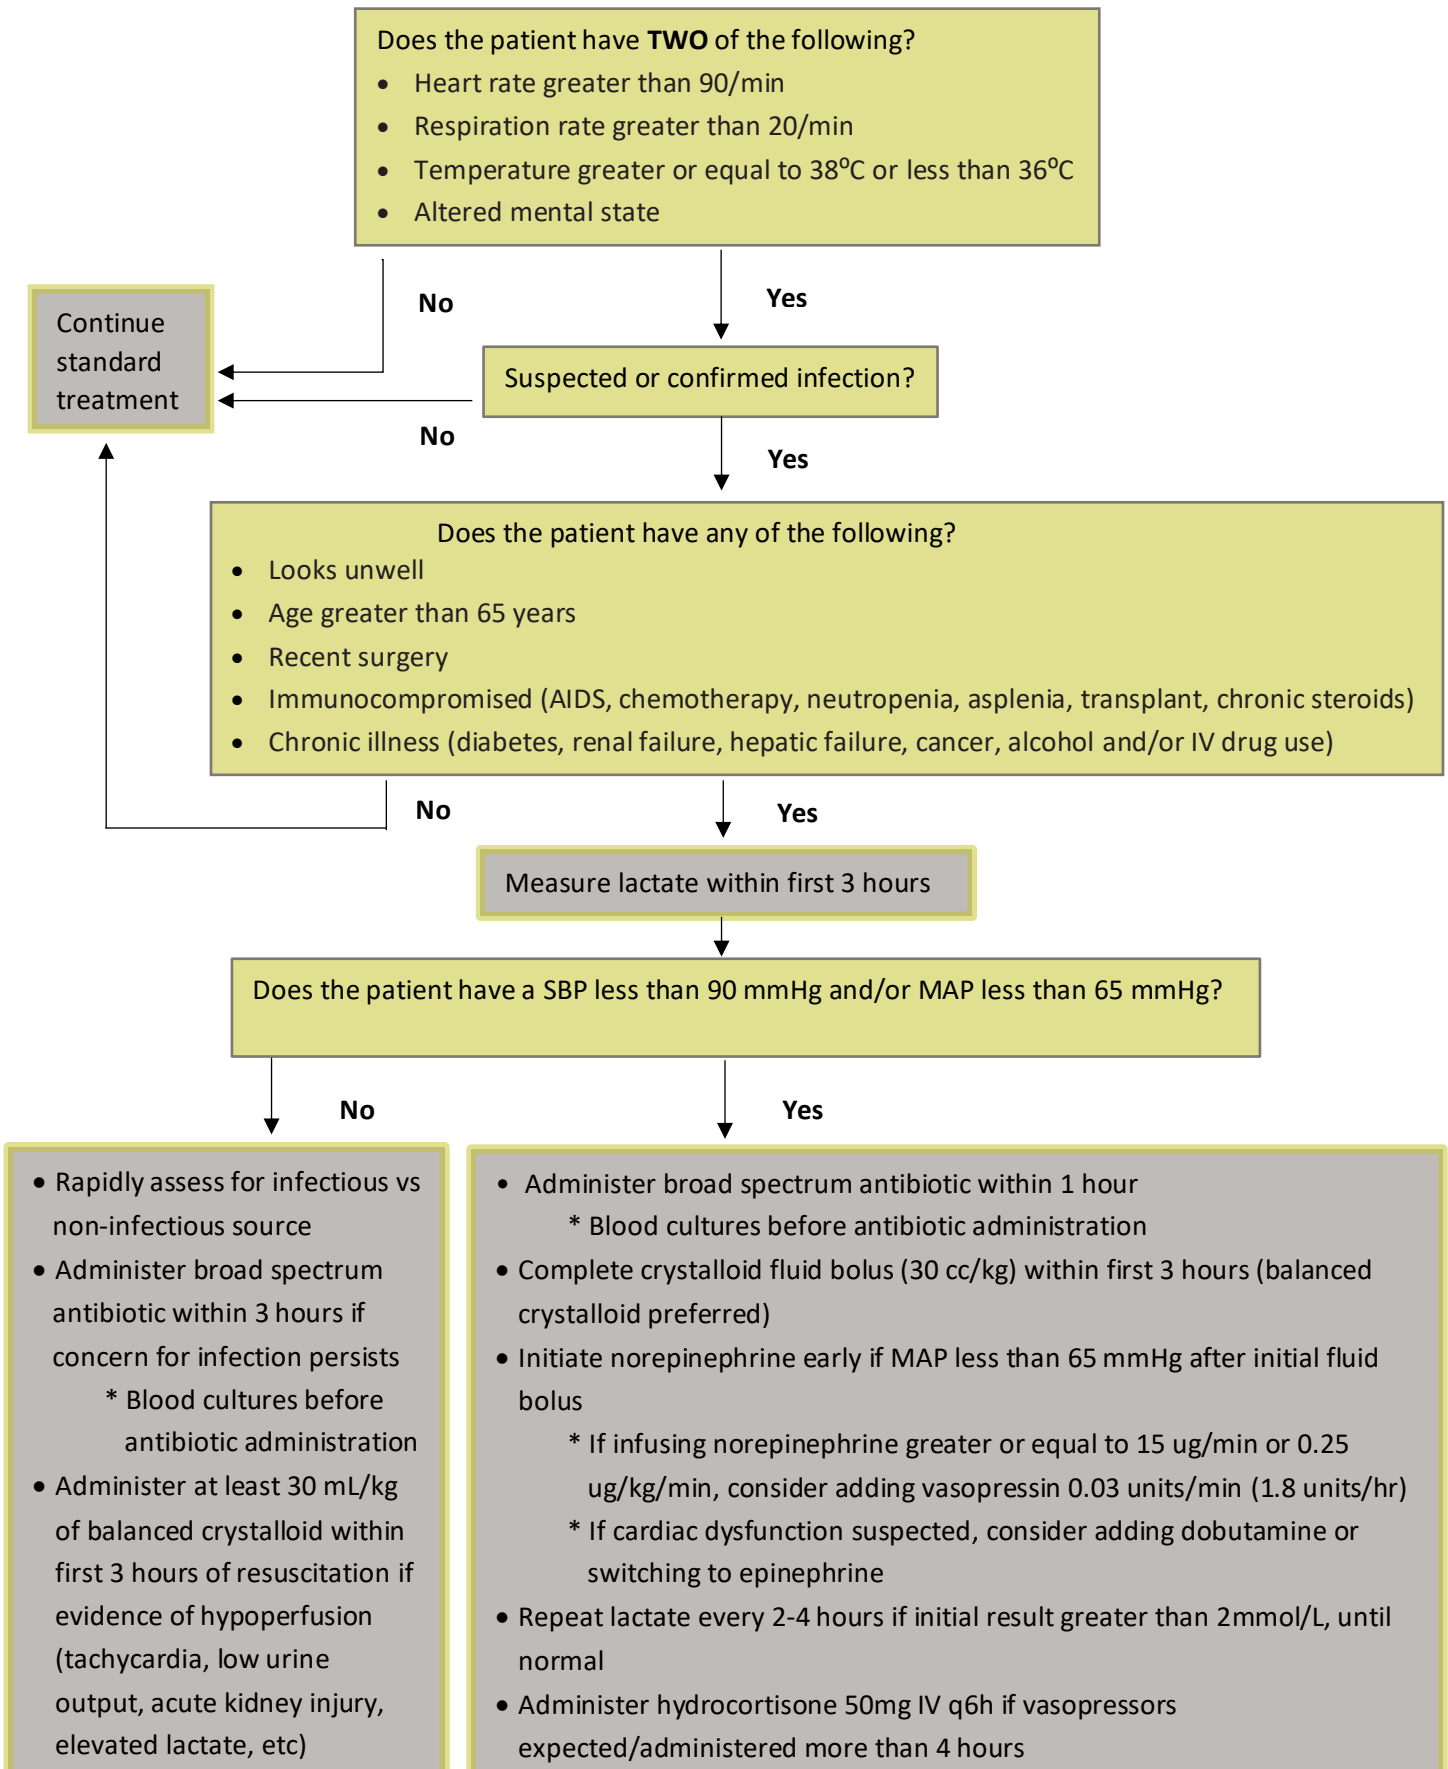 Does the patient have TWO of the following?
• Heart rate greater than 90/min
• Respiration rate greater than 20/min
• Temperature greater or equal to 38⁰C or less than 36⁰C
• Altered mental state
No
Yes
Continue
standard
treatment
Suspected or confirmed infection?
No
Yes
Does the patient have any of the following?
• Looks unwell
• Age greater than 65 years
• Recent surgery
• Immunocompromised (AIDS, chemotherapy, neutropenia, asplenia, transplant, chronic steroids)
• Chronic illness (diabetes, renal failure, hepatic failure, cancer, alcohol and/or IV drug use)
No
Yes
Measure lactate within first 3 hours
Does the patient have a SBP less than 90 mmHg and/or MAP less than 65 mmHg?
No
Yes
• Rapidly assess for infectious vs
non-infectious source
• Administer broad spectrum
antibiotic within 3 hours if
concern for infection persists
* Blood cultures before
antibiotic administration
• Administer at least 30 mL/kg
of balanced crystalloid within
first 3 hours of resuscitation if
evidence of hypoperfusion
(tachycardia, low urine
output, acute kidney injury,
elevated lactate, etc)
• Administer broad spectrum antibiotic within 1 hour
* Blood cultures before antibiotic administration
• Complete crystalloid fluid bolus (30 cc/kg) within first 3 hours (balanced
crystalloid preferred)
• Initiate norepinephrine early if MAP less than 65 mmHg after initial fluid
bolus
* If infusing norepinephrine greater or equal to 15 ug/min or 0.25
ug/kg/min, consider adding vasopressin 0.03 units/min (1.8 units/hr)
* If cardiac dysfunction suspected, consider adding dobutamine or
switching to epinephrine
• Repeat lactate every 2-4 hours if initial result greater than 2mmol/L, until
normal
• Administer hydrocortisone 50mg IV q6h if vasopressors
expected/administered more than 4 hours